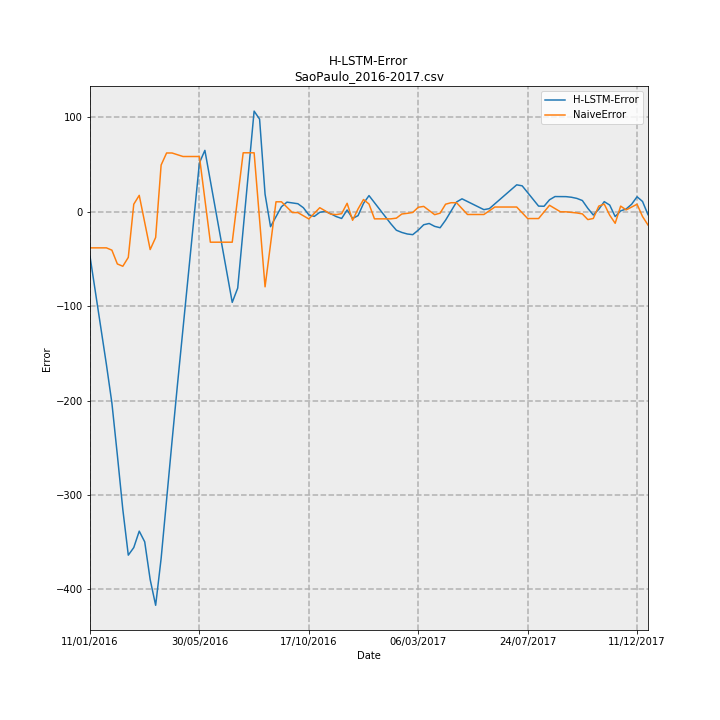 H-LSTM-Error
SaoPaulo_2016-2017.csv
H-LSTM-Error
NaiveError
100
0
−100
−200
−300
−400
Error
11/01/2016
30/05/2016
17/10/2016
06/03/2017
24/07/2017
11/12/2017
Date